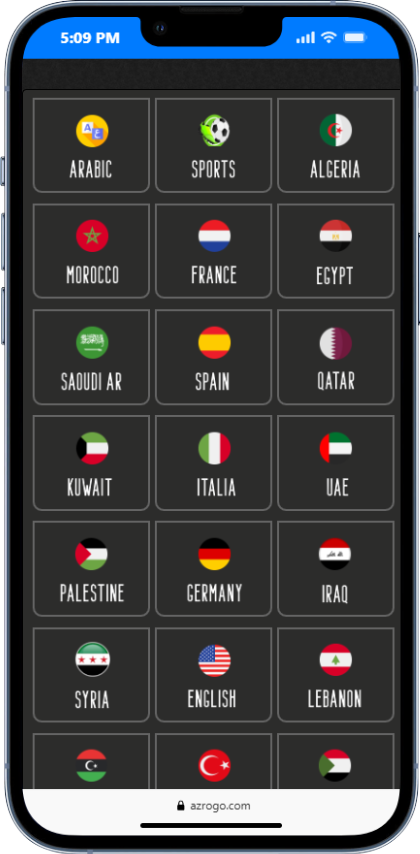 5:09 PM
ARABIC
SPORTS
ALGERIA
MOROCCO
FRANCE
EGYPT
SAOUDI AR
SPAIN
QATAR
KUWAIT
ITALIA
UAE
PALESTINE
GERMANY
IRAQ
SYRIA
ENGLISH
LEBANON
azrogo.com